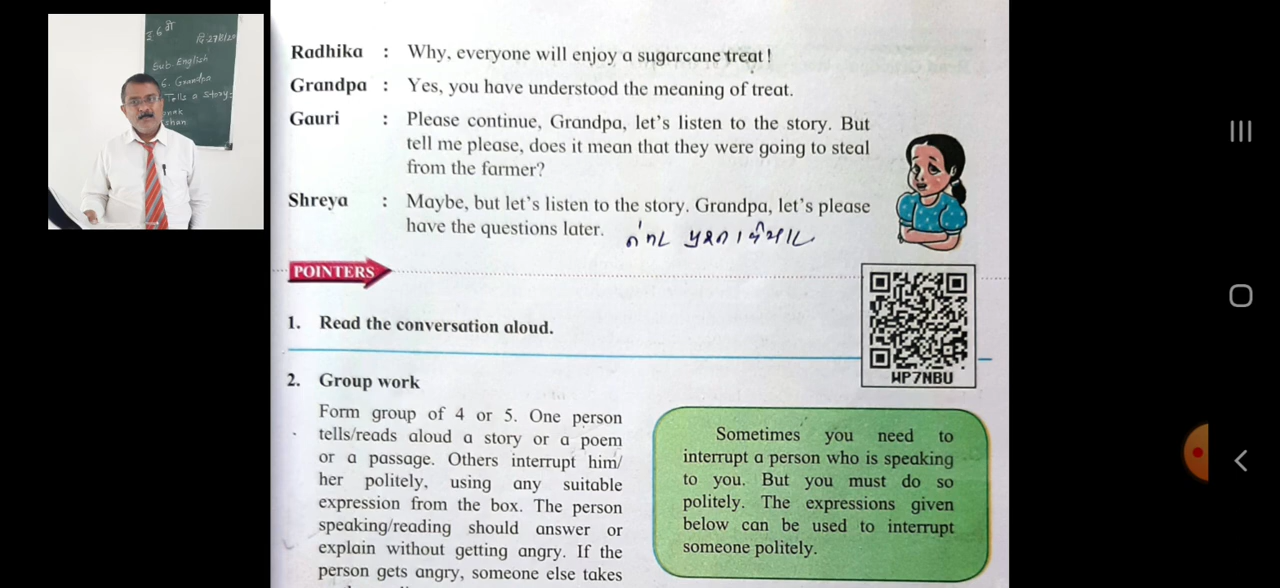 I 6 वी
दि.27/8/20
Sub. English
6. Grandpa
Tells a Story:
Radhika : Why, everyone will enjoy a sugarcane treat !
Grandpa : Yes, you have understood the meaning of treat.
Gauri : Please continue, Grandpa, let’s listen to the story. But
tell me please, does it mean that they were going to steal
from the farmer?
Shreya : Maybe, but let’s listen to the story. Grandpa, let’s please
have the questions later.
POINTERS
1. Read the conversation aloud.
WP7NBU
2. Group work
Form group of 4 or 5. One person
tells/reads aloud a story or a poem
or a passage. Others interrupt him/
her politely, using any suitable
expression from the box. The person
speaking/reading should answer or
explain without getting angry. If the
person gets angry, someone else takes
Sometimes you need to
interrupt a person who is speaking
to you. But you must do so
politely. The expressions given
below can be used to interrupt
someone politely.